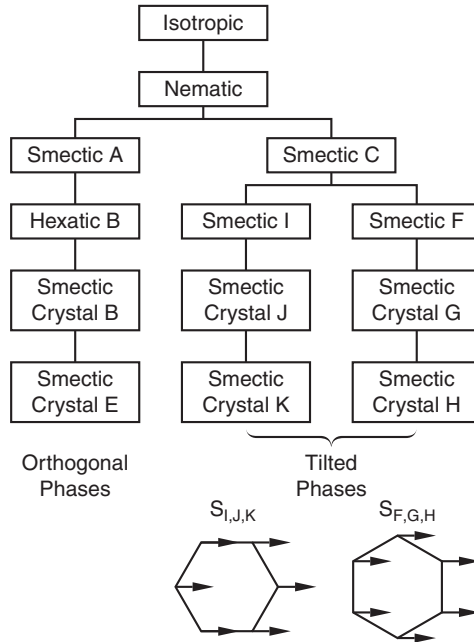 Isotropic
Nematic
Smectic A
Smectic C
Hexatic B
Smectic I
Smectic F
Smectic
Crystal B
Smectic
Crystal J
Smectic
Crystal G
Smectic
Crystal E
Smectic
Crystal K
Smectic
Crystal H
Orthogonal
Phases
Tilted
Phases
S_{I,J,K}
S_{F,G,H}